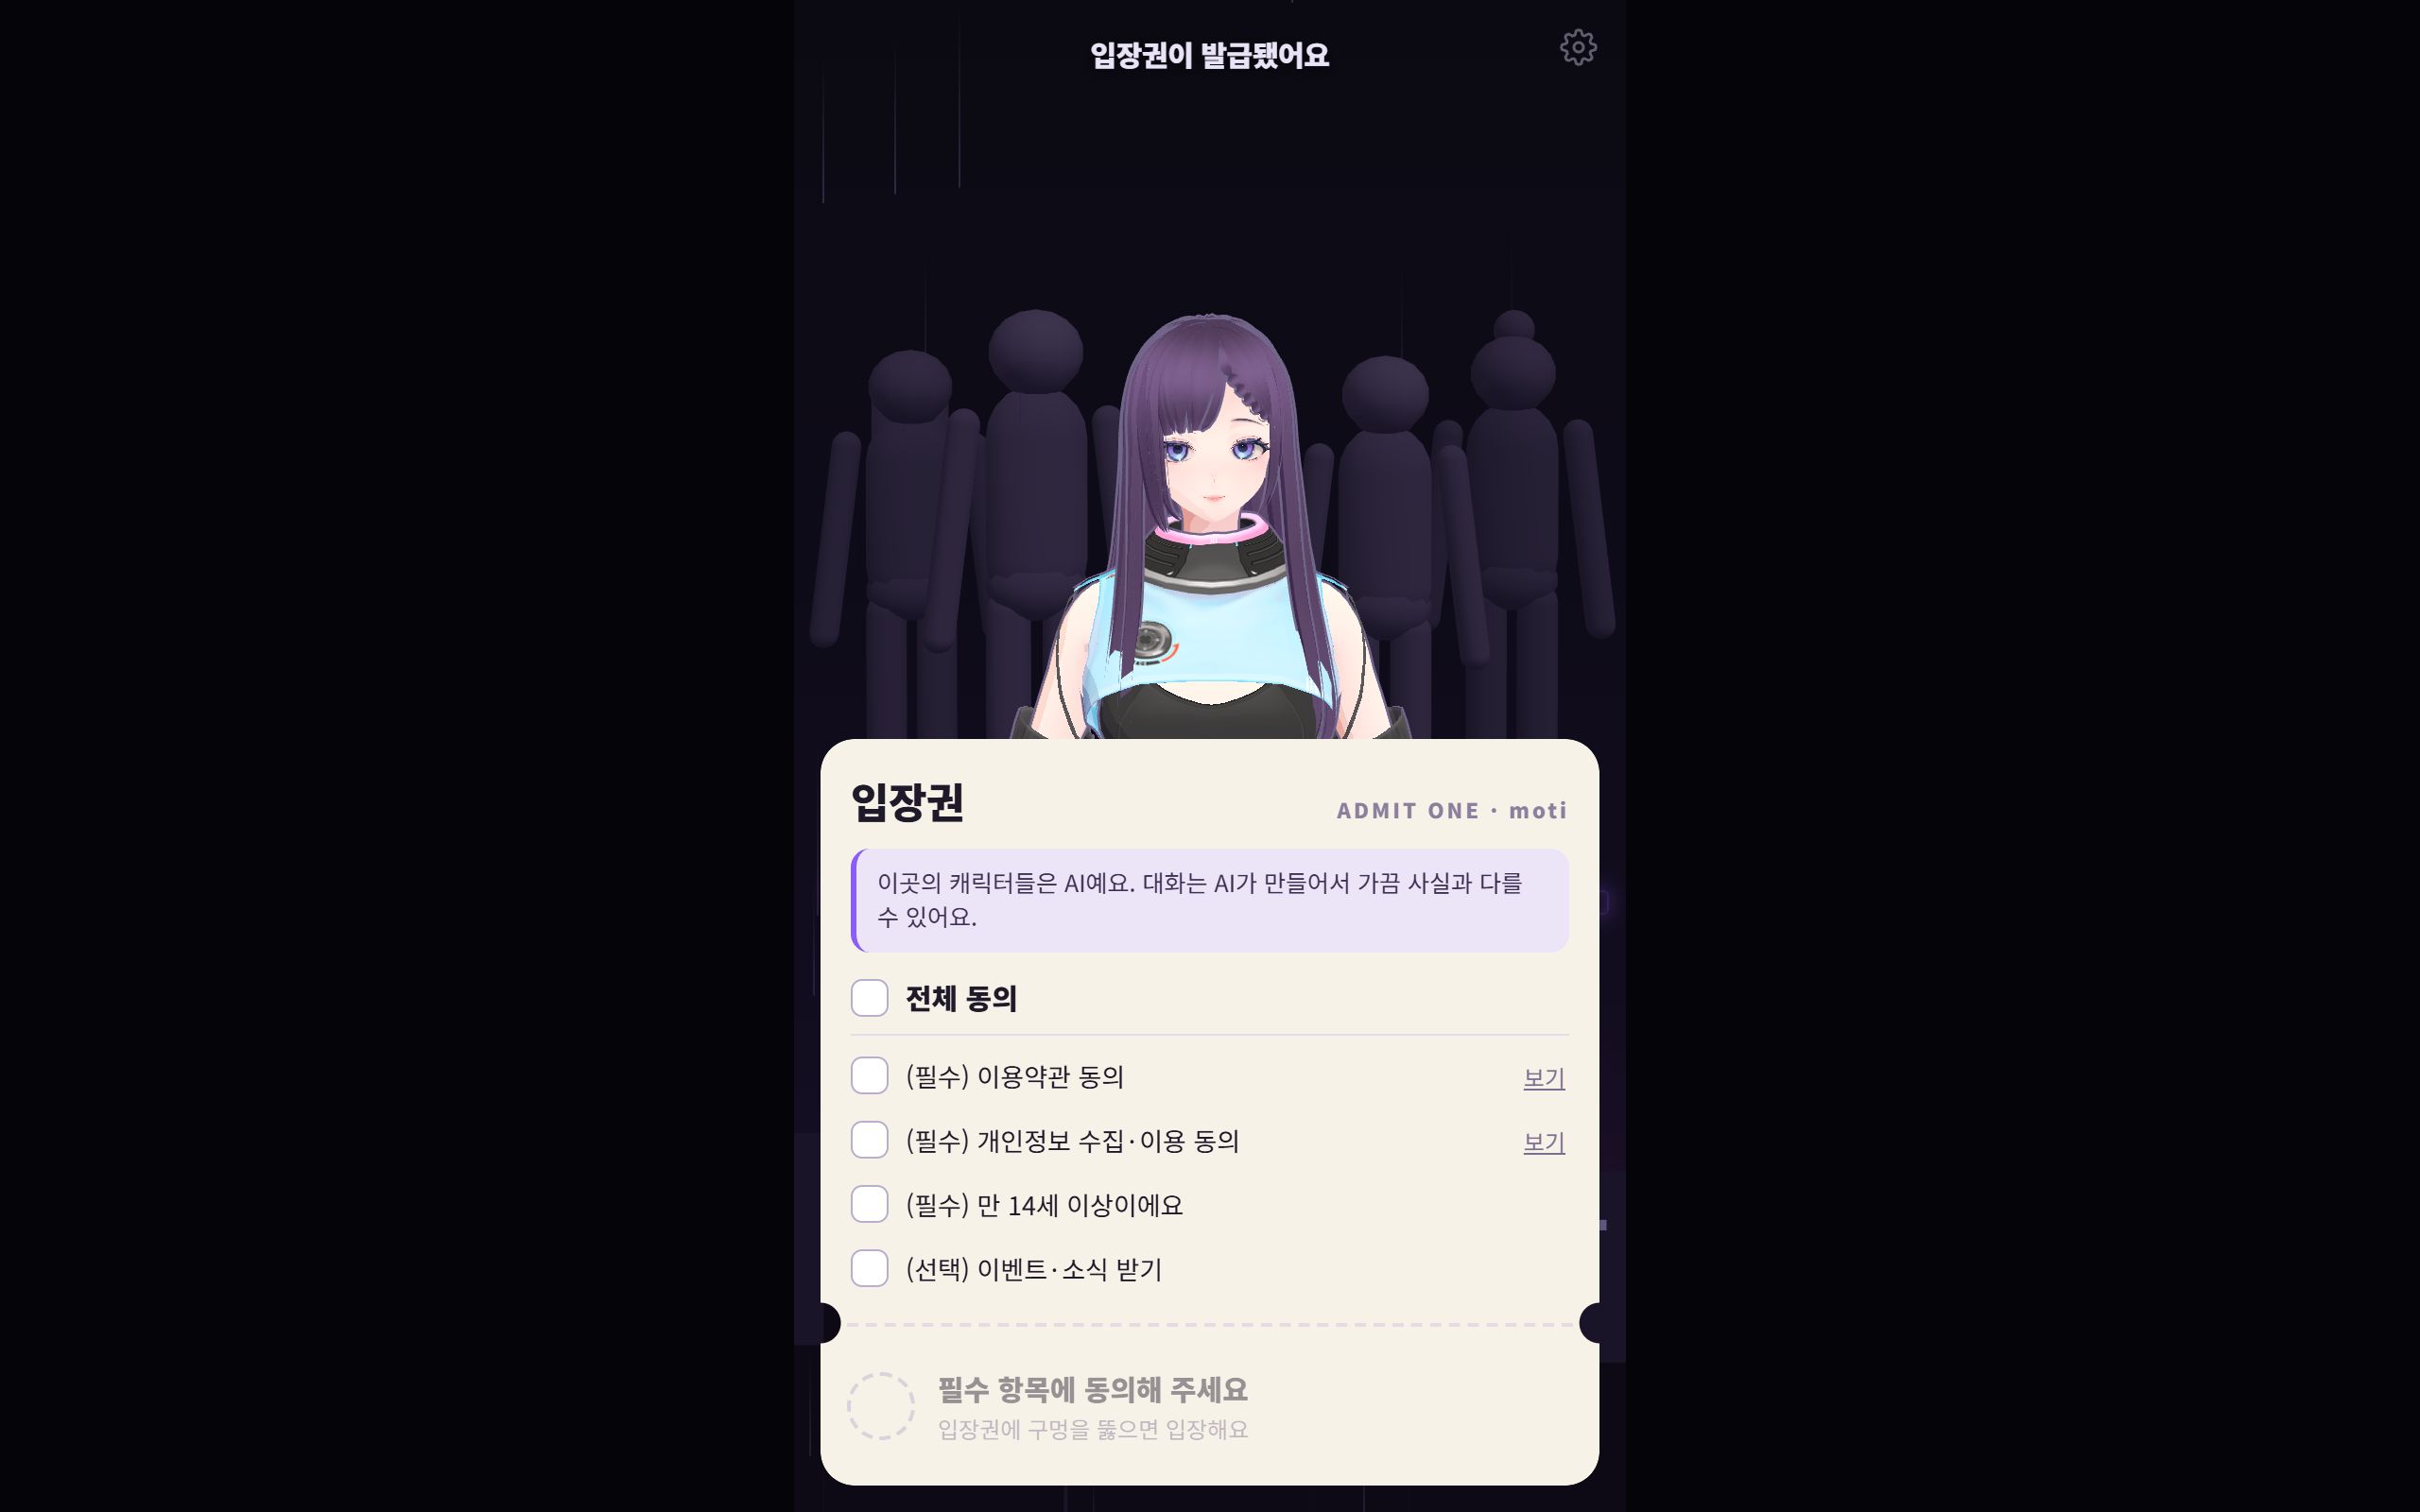 입장권이 발급됐어요
입장권
ADMIT ONE · moti
이곳의 캐릭터들은 AI예요. 대화는 AI가 만들어서 가끔 사실과 다를
수 있어요.
전체 동의
(필수) 이용약관 동의 보기
(필수) 개인정보 수집·이용 동의 보기
(필수) 만 14세 이상이에요
(선택) 이벤트·소식 받기
필수 항목에 동의해 주세요
입장권에 구멍을 뚫으면 입장해요